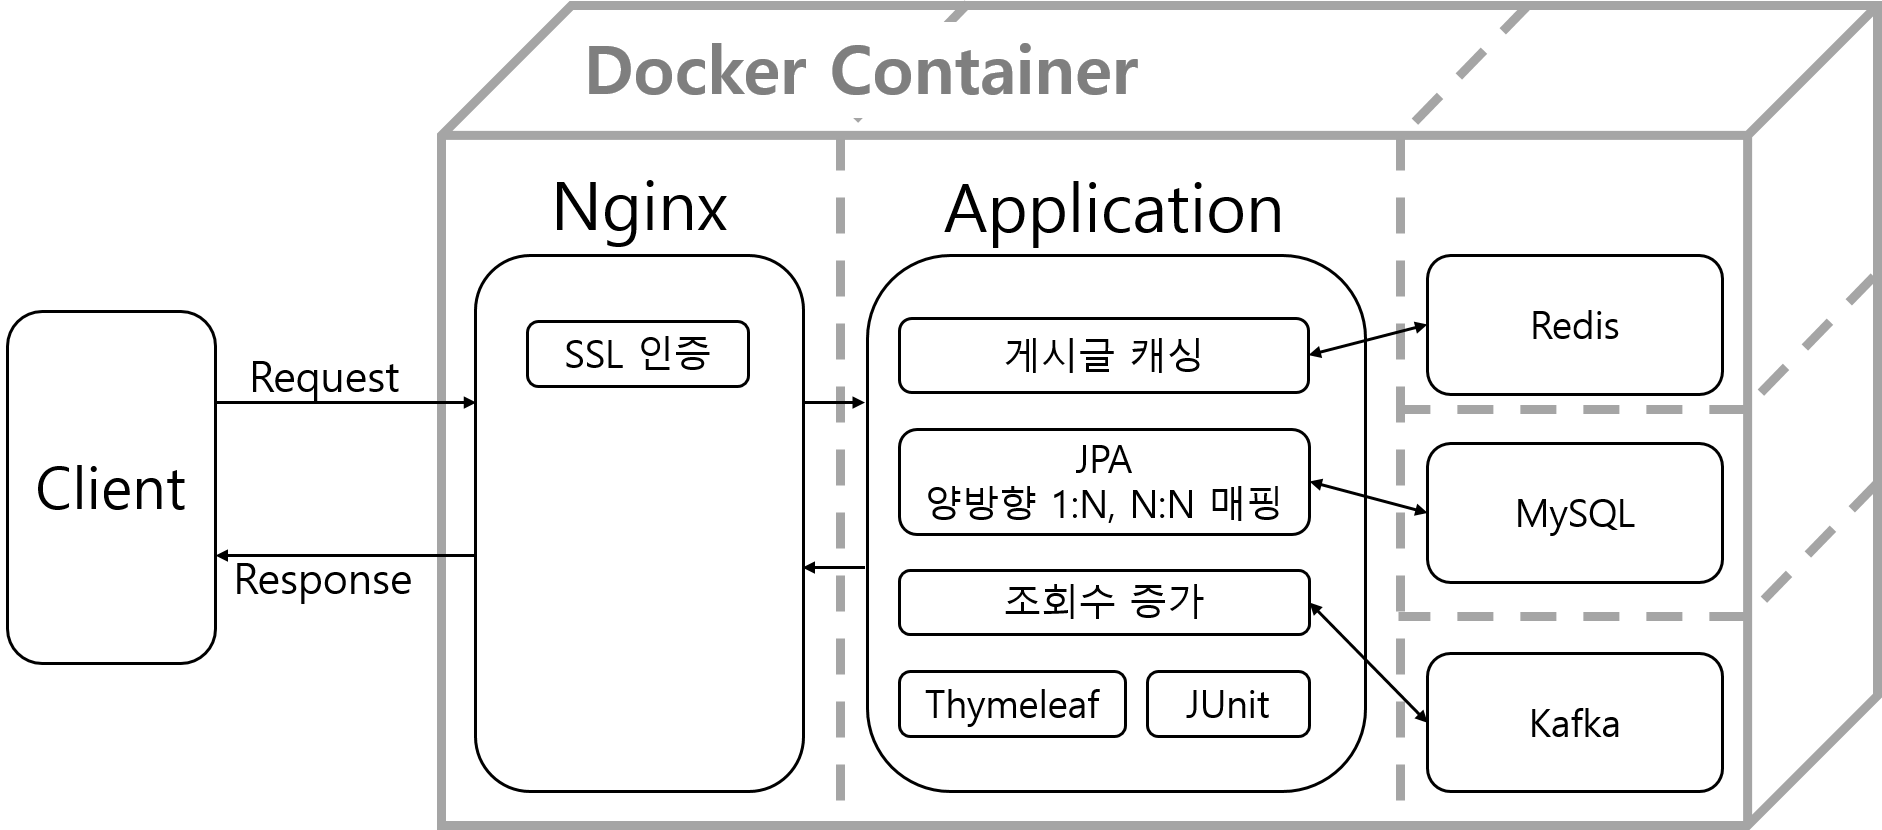 Docker Container
Nginx
Application
SSL 인증
게시글 캐싱
Redis
Request
Client
JPA
양방향 1:N, N:N 매핑
MySQL
Response
조회수 증가
Thymeleaf
JUnit
Kafka